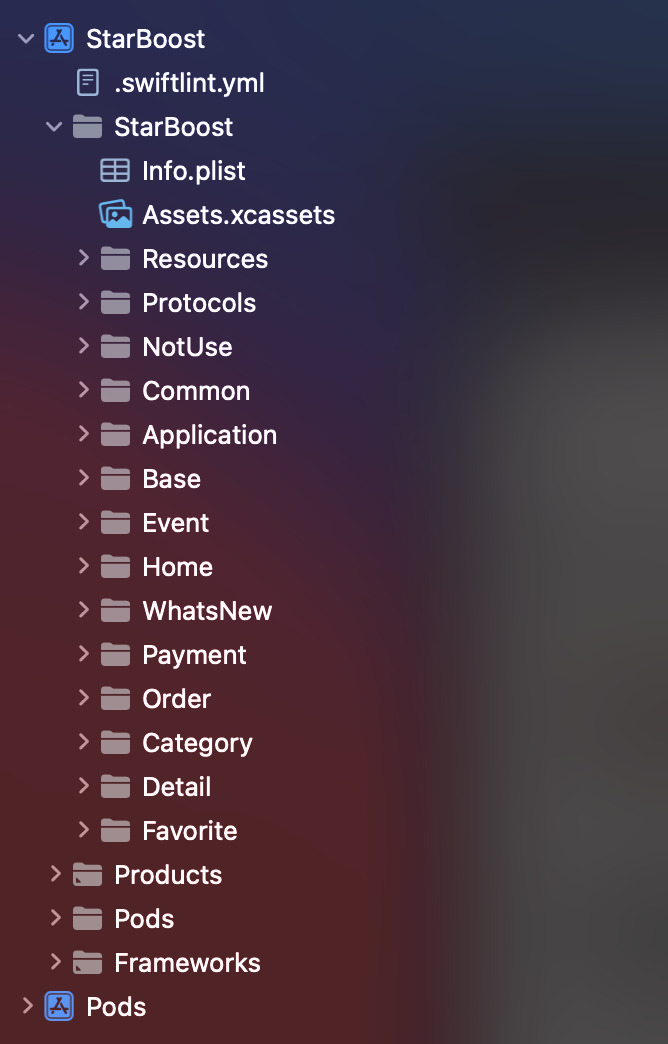 StarBoost
.swiftlint.yml
StarBoost
Info.plist
Assets.xcassets
Resources
Protocols
NotUse
Common
Application
Base
Event
Home
WhatsNew
Payment
Order
Category
Detail
Favorite
Products
Pods
Frameworks
Pods